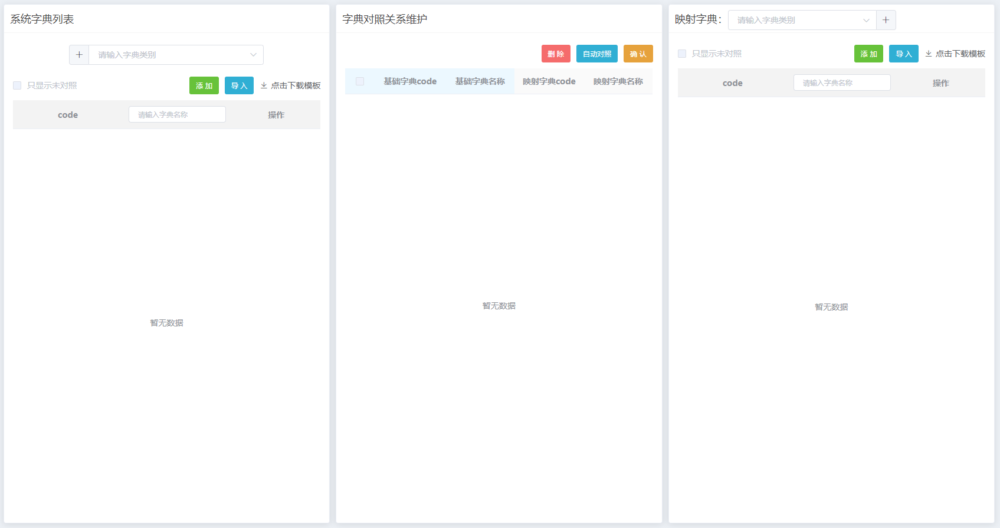 系统字典列表
请输入字典类别
只显示未对照
添加
导入
点击下载模板
code
请输入字典名称
操作
暂无数据
字典对照关系维护
删除
自动对照
确认
基础字典code
基础字典名称
映射字典code
映射字典名称
暂无数据
映射字典：
请输入字典类别
只显示未对照
添加
导入
点击下载模板
code
请输入字典名称
操作
暂无数据